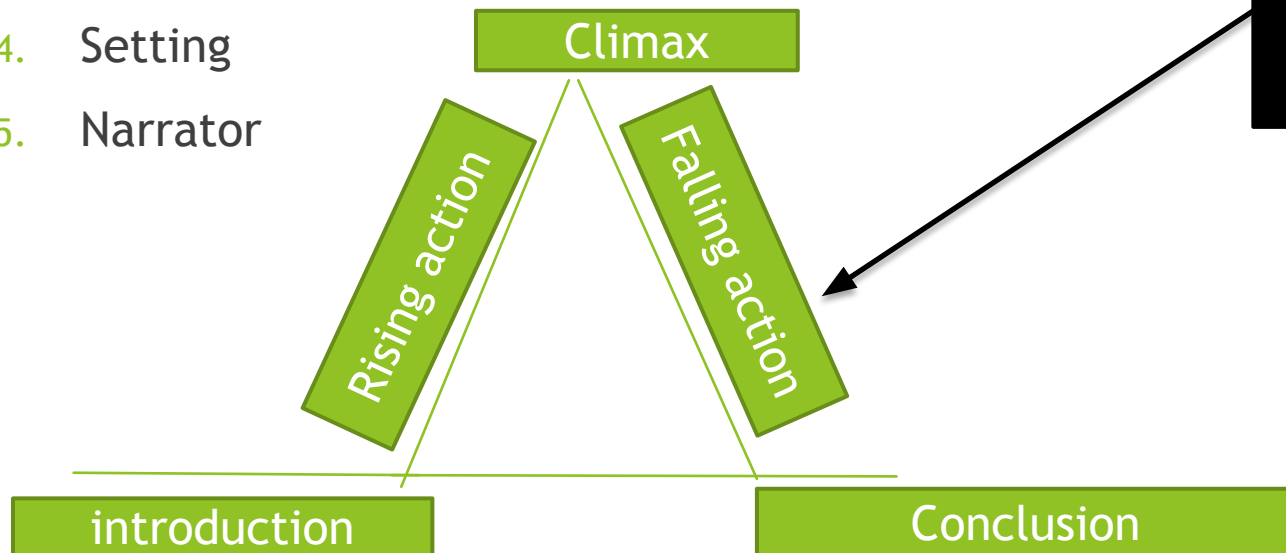 4. Setting
5. Narrator
Climax
Rising action
Falling action
introduction
Conclusion